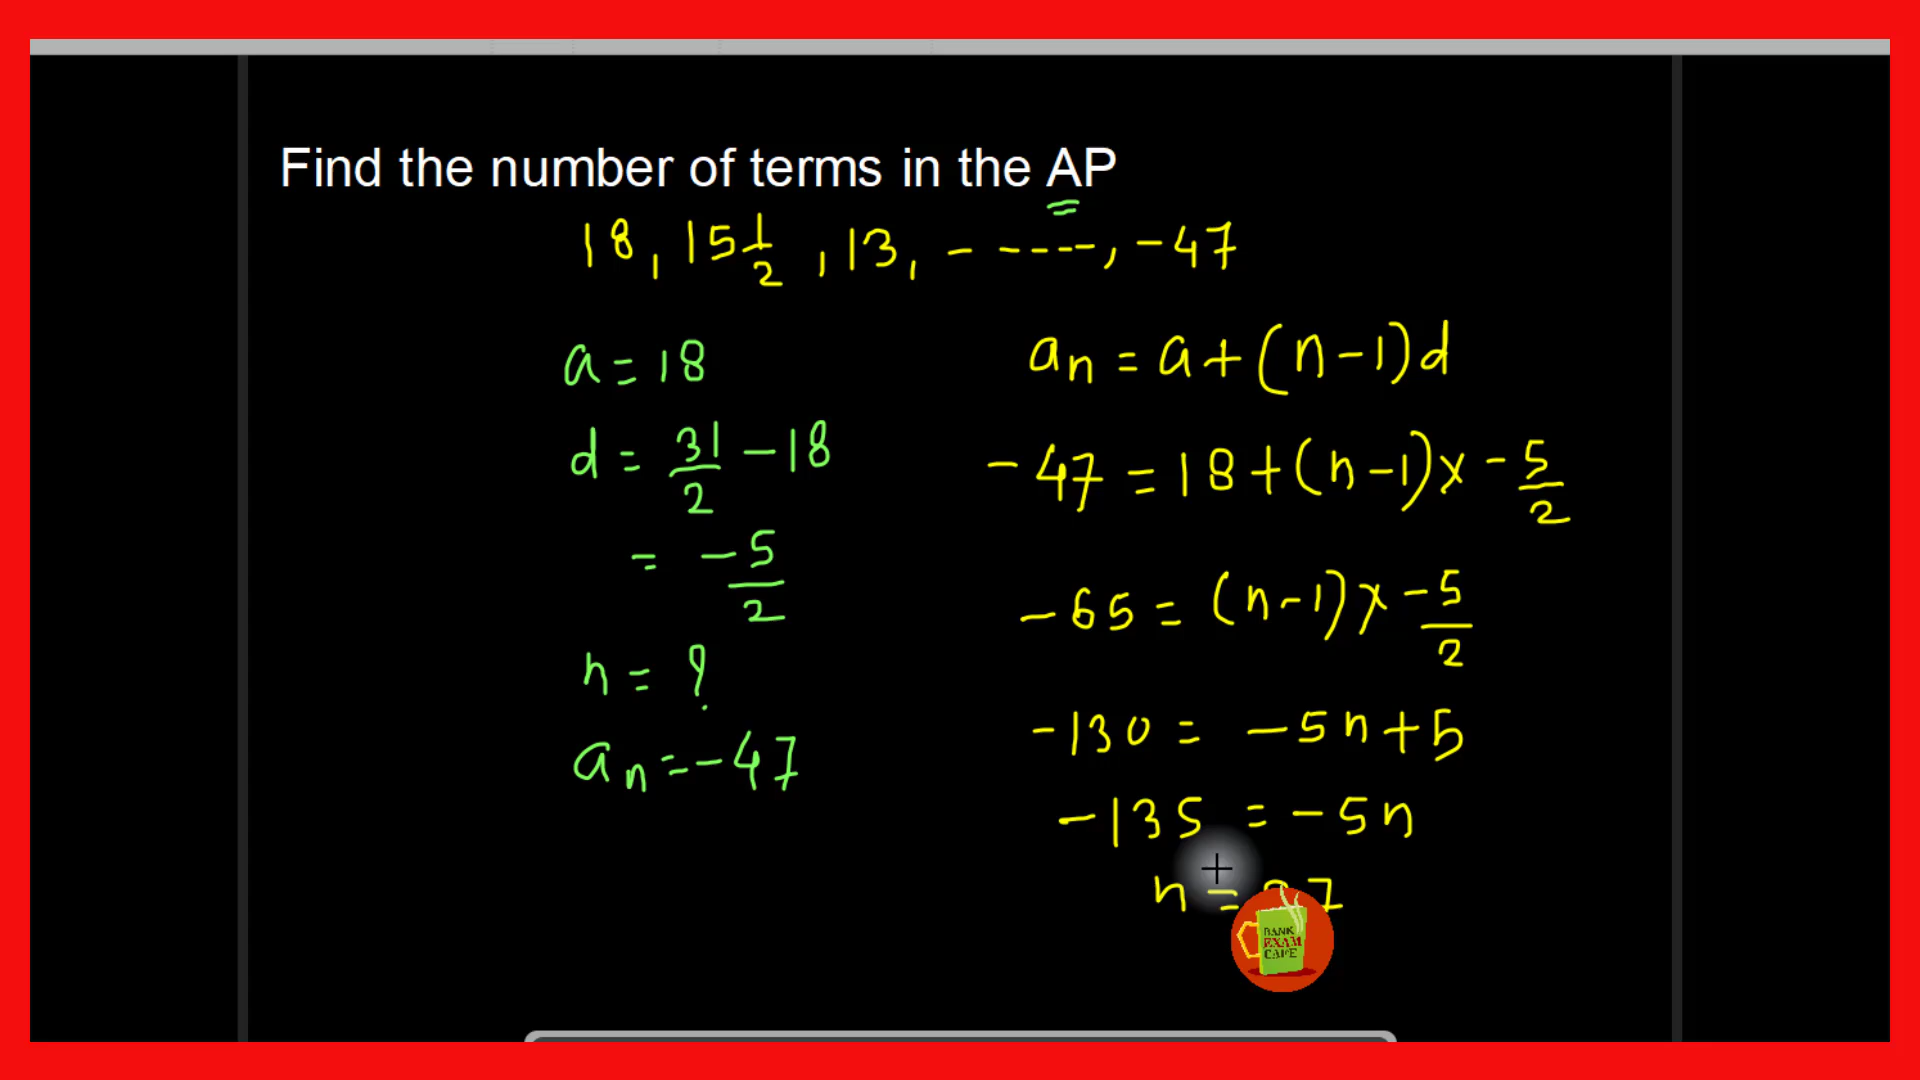 Find the number of terms in the AP
18, 15 1/2, 13, - ----, -47
a = 18
d = 31/2 - 18
= -5/2
n = ?
an = -47
an = a + (n-1)d
-47 = 18 + (n-1) x -5/2
-65 = (n-1) x -5/2
-130 = -5n + 5
-135 = -5n
n =
BANK
EXAM
CAFE